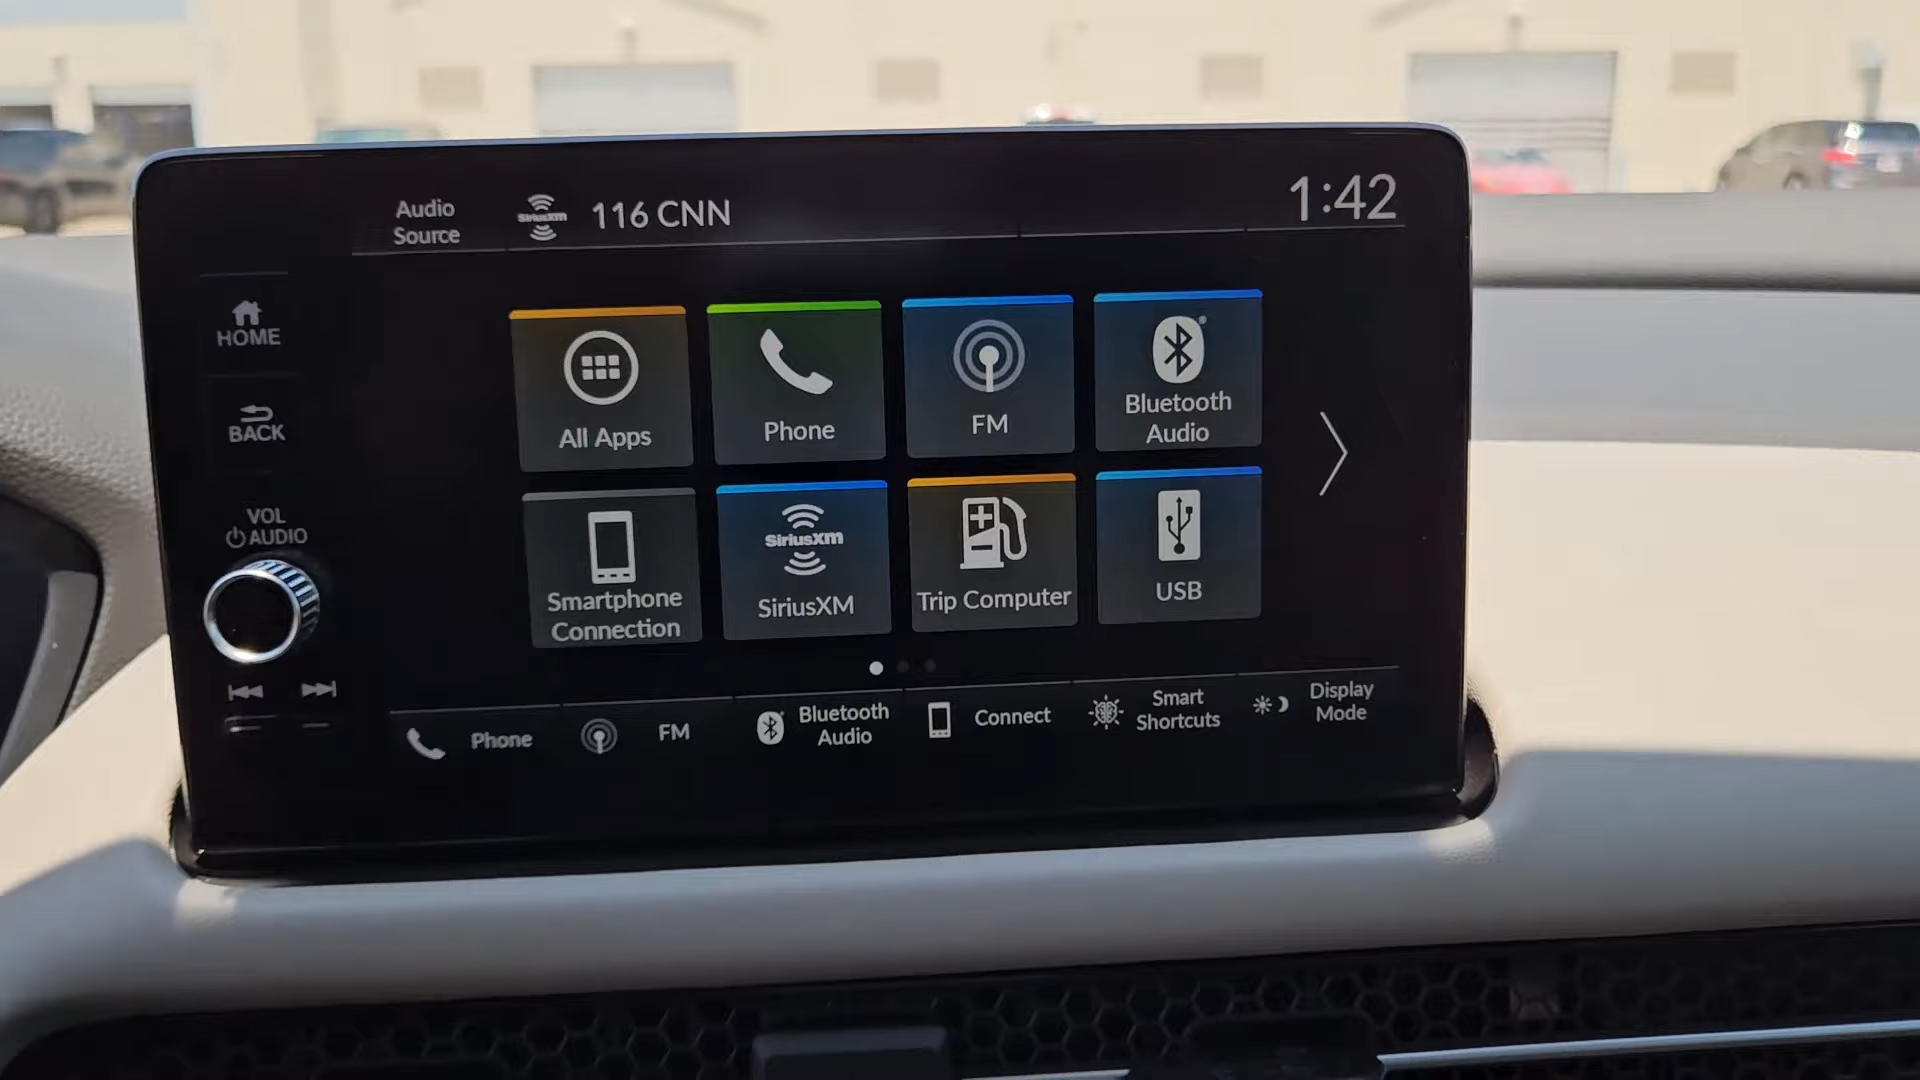 Audio
Source
SiriusXM
116 CNN
1:42
HOME
BACK
VOL
AUDIO
All Apps
Phone
FM
Bluetooth
Audio
Smartphone
Connection
SiriusXM
SiriusXM
Trip Computer
USB
Phone
FM
Bluetooth
Audio
Connect
Smart
Shortcuts
Display
Mode